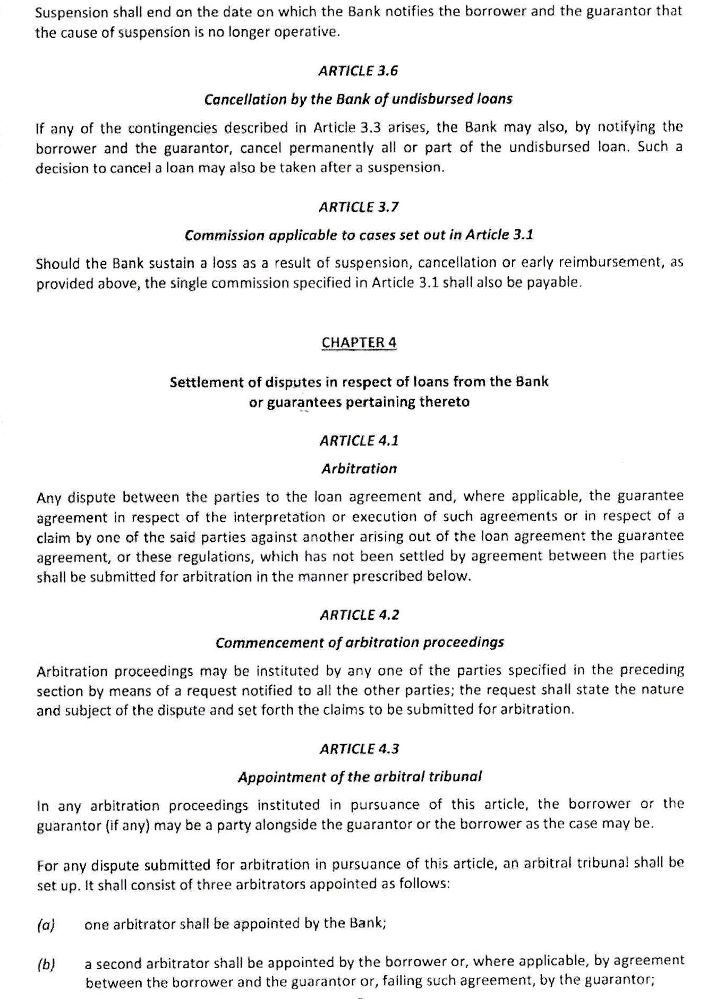 Suspension shall end on the date on which the Bank notifies the borrower and the guarantor that
the cause of suspension is no longer operative.
ARTICLE 3.6
Cancellation by the Bank of undisbursed loans
If any of the contingencies described in Article 3.3 arises, the Bank may also, by notifying the
borrower and the guarantor, cancel permanently all or part of the undisbursed loan. Such a
decision to cancel a loan may also be taken after a suspension.
ARTICLE 3.7
Commission applicable to cases set out in Article 3.1
Should the Bank sustain a loss as a result of suspension, cancellation or early reimbursement, as
provided above, the single commission specified in Article 3.1 shall also be payable.
CHAPTER 4
Settlement of disputes in respect of loans from the Bank
or guarantees pertaining thereto
ARTICLE 4.1
Arbitration
Any dispute between the parties to the loan agreement and, where applicable, the guarantee
agreement in respect of the interpretation or execution of such agreements or in respect of a
claim by one of the said parties against another arising out of the loan agreement the guarantee
agreement, or these regulations, which has not been settled by agreement between the parties
shall be submitted for arbitration in the manner prescribed below.
ARTICLE 4.2
Commencement of arbitration proceedings
Arbitration proceedings may be instituted by any one of the parties specified in the preceding
section by means of a request notified to all the other parties; the request shall state the nature
and subject of the dispute and set forth the claims to be submitted for arbitration.
ARTICLE 4.3
Appointment of the arbitral tribunal
In any arbitration proceedings instituted in pursuance of this article, the borrower or the
guarantor (if any) may be a party alongside the guarantor or the borrower as the case may be.
For any dispute submitted for arbitration in pursuance of this article, an arbitral tribunal shall be
set up. It shall consist of three arbitrators appointed as follows:
(a) one arbitrator shall be appointed by the Bank;
(b) a second arbitrator shall be appointed by the borrower or, where applicable, by agreement
between the borrower and the guarantor or, failing such agreement, by the guarantor;